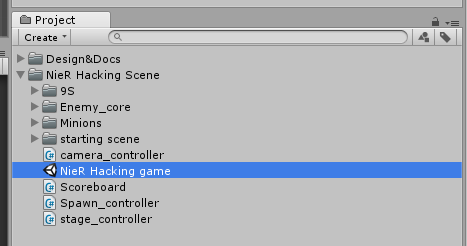 Project
Create
Design&Docs
NieR Hacking Scene
9S
Enemy_core
Minions
starting scene
camera_controller
NieR Hacking game
Scoreboard
Spawn_controller
stage_controller